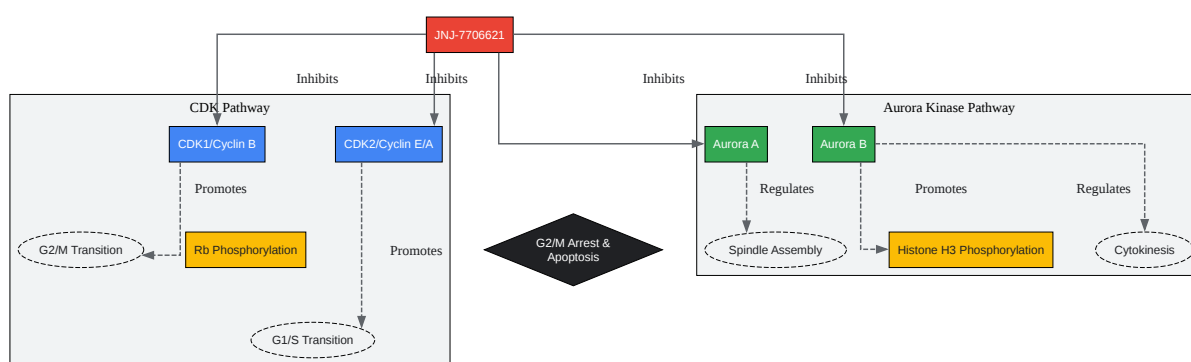 JNJ-7706621
Inhibits
Inhibits
Inhibits
Inhibits
CDK Pathway
Aurora Kinase Pathway
CDK1/Cyclin B
CDK2/Cyclin E/A
Aurora A
Aurora B
Promotes
Regulates
Promotes
Regulates
G2/M Transition
Rb Phosphorylation
Promotes
G2/M Arrest &
Apoptosis
Spindle Assembly
Histone H3 Phosphorylation
Cytokinesis
G1/S Transition